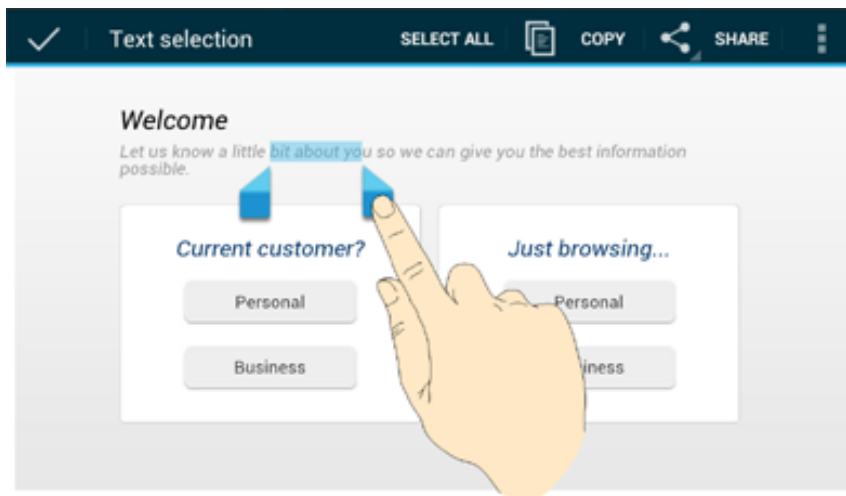 Text selection SELECT ALL COPY SHARE
Welcome
Let us know a little bit about you so we can give you the best information
possible.
Current customer?
Personal
Business
Just browsing...
Personal
iness